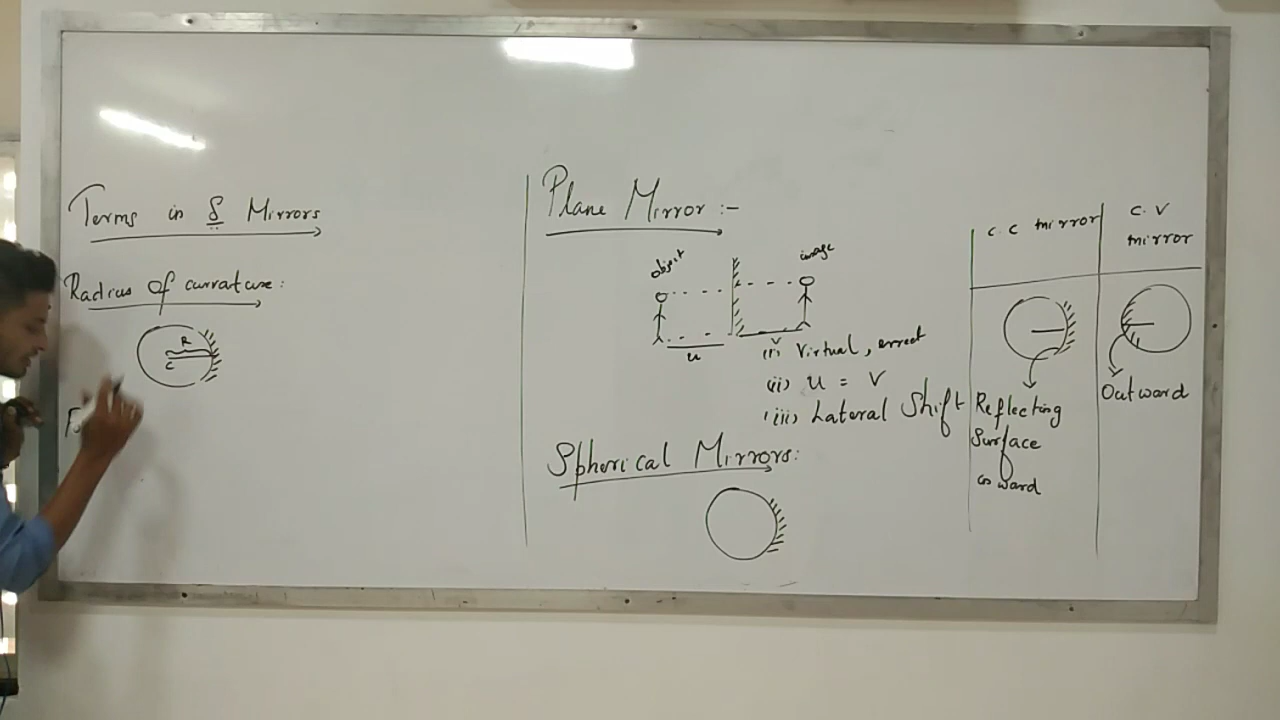 Terms in S Mirrors
Radius Of curvature:
R
C
F
Plane Mirror :-
object
image
u
v
(i) Virtual, errect
(ii) u = v
(iii) Lateral Shift
Spherical Mirrors:
C.C mirror
Reflecting
Surface
inward
C.V
mirror
Outward